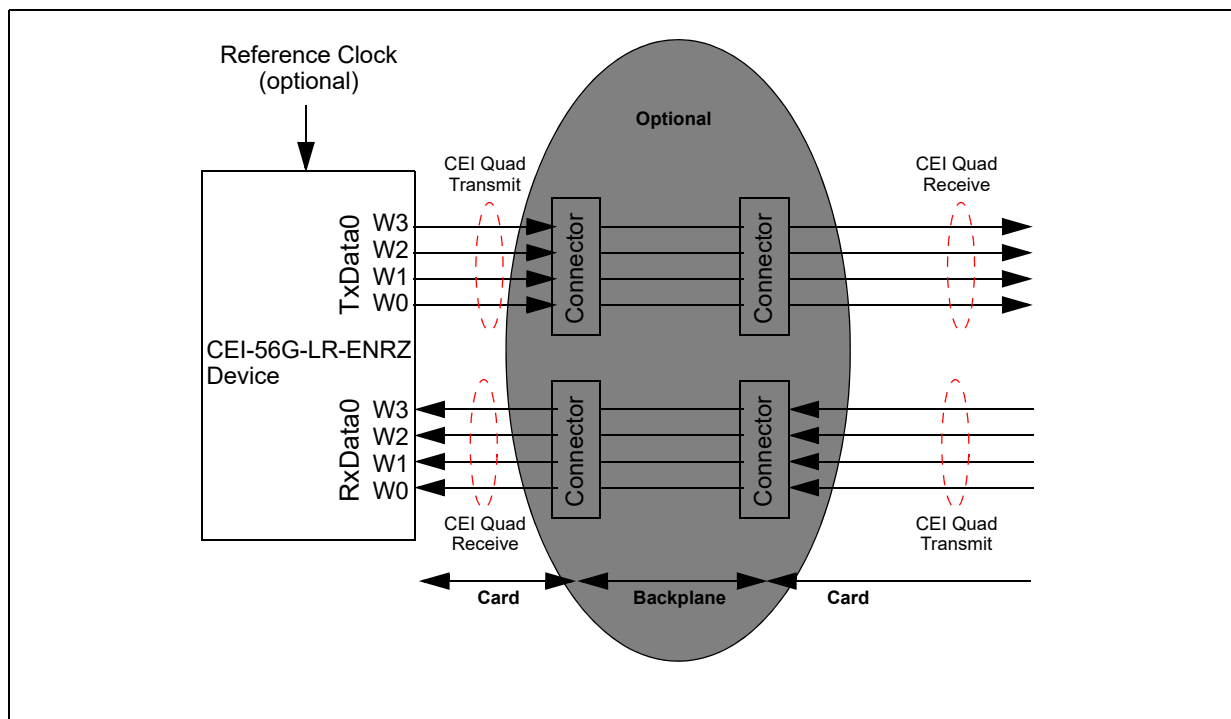 Reference Clock
(optional)
Optional
CEI Quad
Transmit
CEI Quad
Receive
TxData0
W3
W2
W1
W0
Connector
Connector
CEI-56G-LR-ENRZ
Device
RxData0
W3
W2
W1
W0
Connector
Connector
CEI Quad
Receive
CEI Quad
Transmit
Card
Backplane
Card